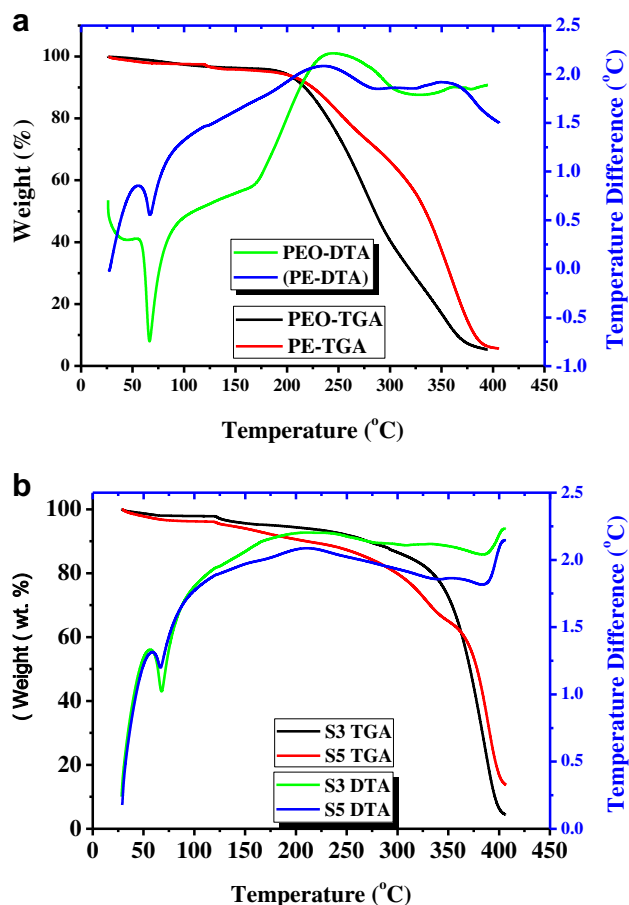 a
100
80
60
40
20
0
Weight (%)
2.5
2.0
1.5
1.0
0.5
0.0
-0.5
-1.0
Temperature Difference (°C)
PEO-DTA
(PE-DTA)
PEO-TGA
PE-TGA
0 50 100 150 200 250 300 350 400 450
Temperature (°C)
b
100
80
60
40
20
0
( Weight ( wt. %)
2.5
2.0
1.5
1.0
0.5
0.0
Temperature Difference (°C)
S3 TGA
S5 TGA
S3 DTA
S5 DTA
0 50 100 150 200 250 300 350 400 450
Temperature (°C)